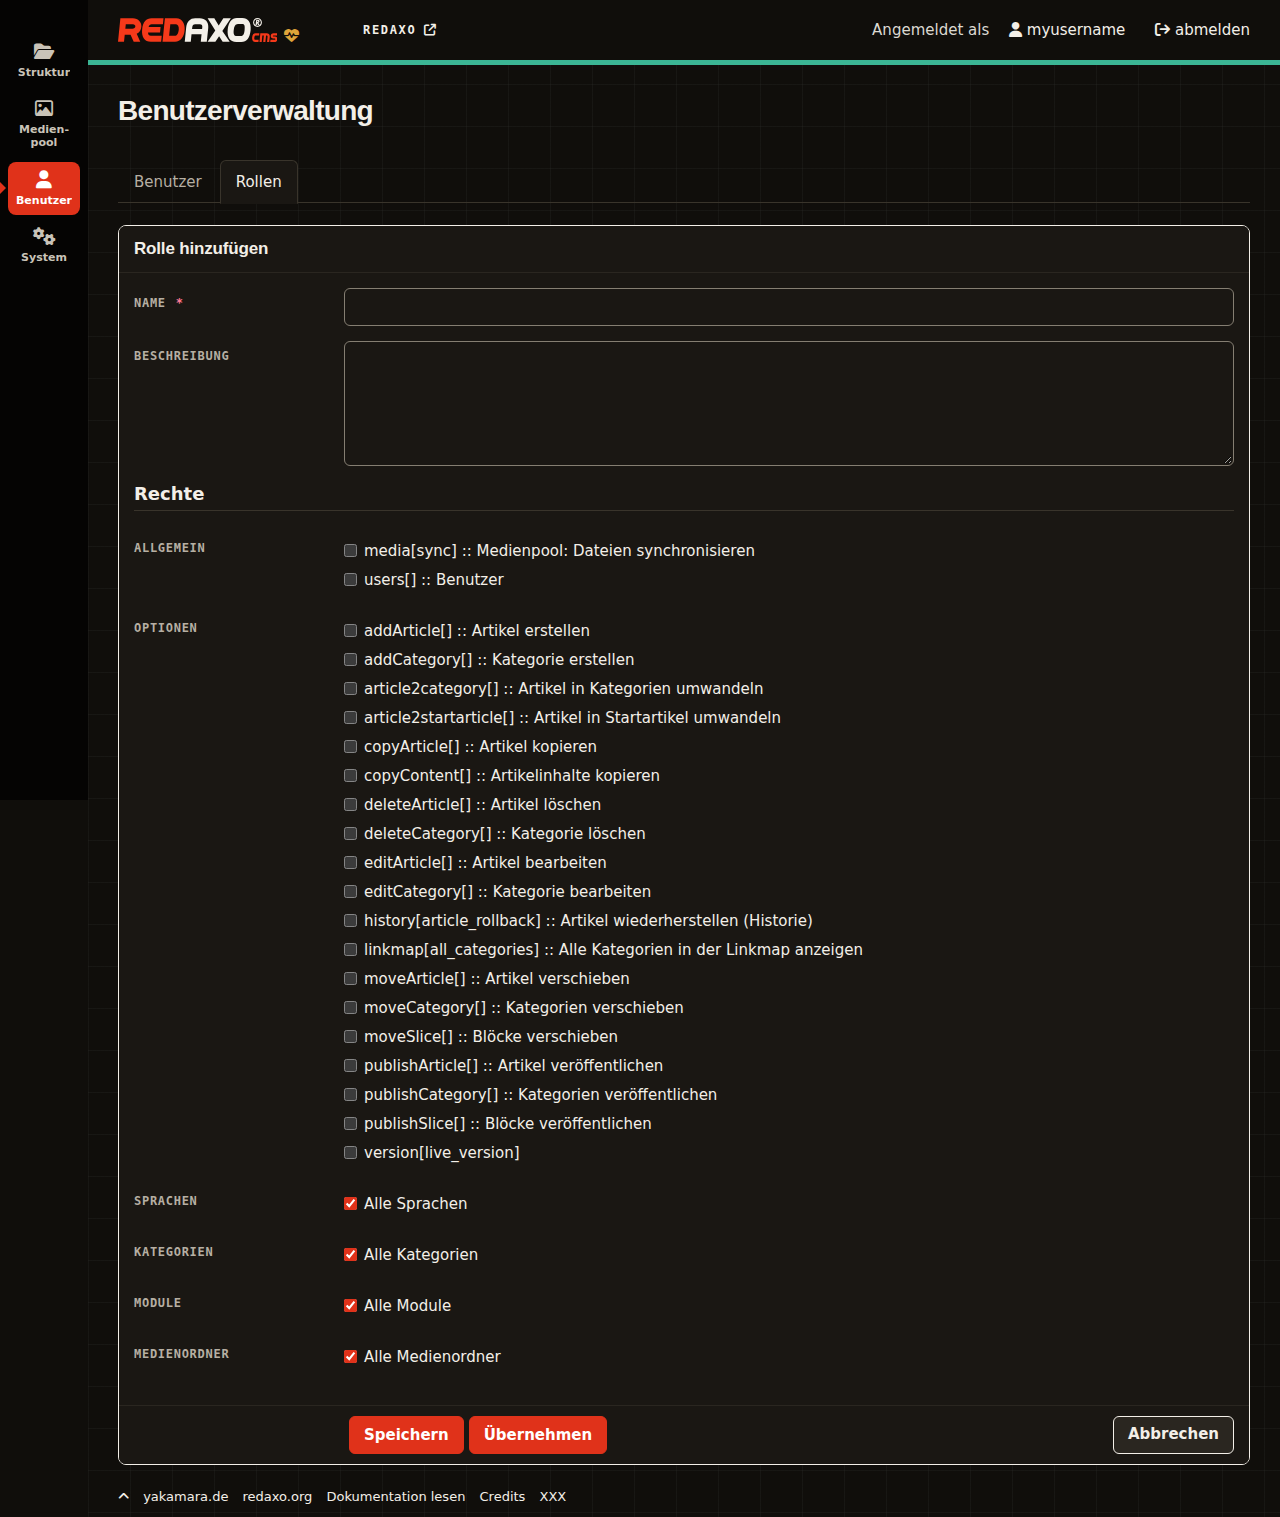 REDAXO® cms
REDAXO
Angemeldet als myusername abmelden
Struktur
Medien-
pool
Benutzer
System
Benutzerverwaltung
Benutzer Rollen
Rolle hinzufügen
NAME *
BESCHREIBUNG
Rechte
ALLGEMEIN
media[sync] :: Medienpool: Dateien synchronisieren
users[] :: Benutzer
OPTIONEN
addArticle[] :: Artikel erstellen
addCategory[] :: Kategorie erstellen
article2category[] :: Artikel in Kategorien umwandeln
article2startarticle[] :: Artikel in Startartikel umwandeln
copyArticle[] :: Artikel kopieren
copyContent[] :: Artikelinhalte kopieren
deleteArticle[] :: Artikel löschen
deleteCategory[] :: Kategorie löschen
editArticle[] :: Artikel bearbeiten
editCategory[] :: Kategorie bearbeiten
history[article_rollback] :: Artikel wiederherstellen (Historie)
linkmap[all_categories] :: Alle Kategorien in der Linkmap anzeigen
moveArticle[] :: Artikel verschieben
moveCategory[] :: Kategorien verschieben
moveSlice[] :: Blöcke verschieben
publishArticle[] :: Artikel veröffentlichen
publishCategory[] :: Kategorien veröffentlichen
publishSlice[] :: Blöcke veröffentlichen
version[live_version]
SPRACHEN
Alle Sprachen
KATEGORIEN
Alle Kategorien
MODULE
Alle Module
MEDIENORDNER
Alle Medienordner
Speichern Übernehmen Abbrechen
yakamara.de redaxo.org Dokumentation lesen Credits XXX